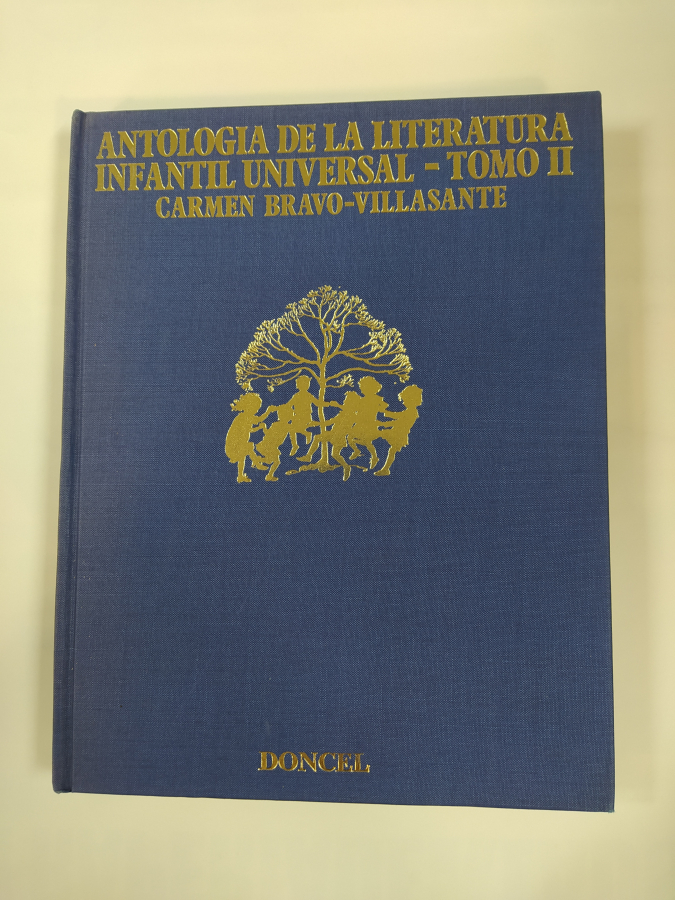 ANTOLOGIA DE LA LITERATURA
INFANTIL UNIVERSAL - TOMO II
CARMEN BRAVO-VILLASANTE
DONCEL